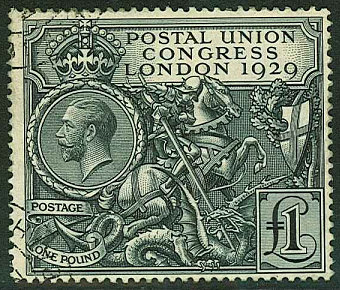 POSTAL UNION
CONGRESS
LONDON 1929
POSTAGE
ONE POUND
£1